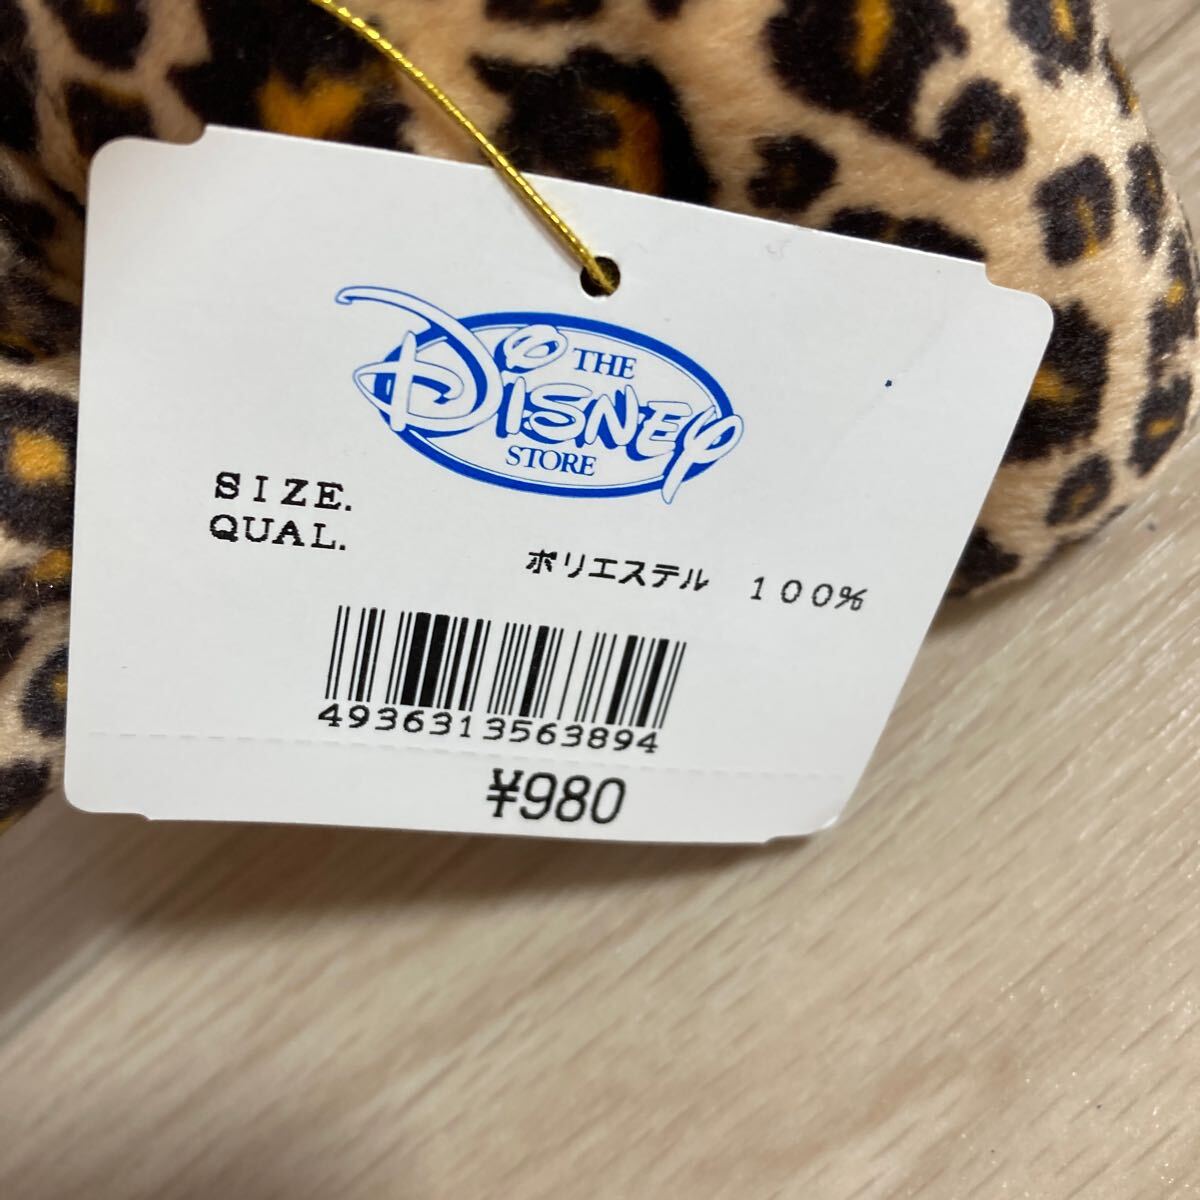 THE
DISNEY
STORE
SIZE.
QUAL.
ポリエステル 100%
4936313563894
¥980